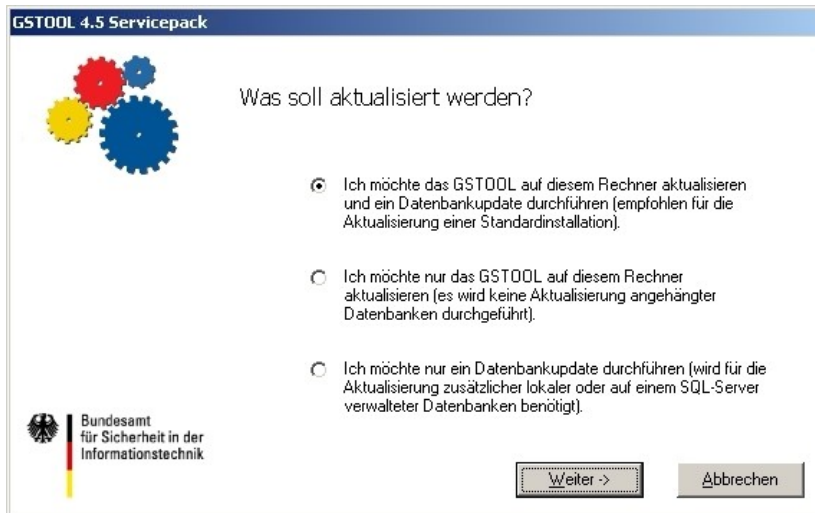 GSTOOL 4.5 Servicepack
Was soll aktualisiert werden?
Ich möchte das GSTOOL auf diesem Rechner aktualisieren
und ein Datenbankupdate durchführen (empfohlen für die
Aktualisierung einer Standardinstallation).
Ich möchte nur das GSTOOL auf diesem Rechner
aktualisieren (es wird keine Aktualisierung angehängter
Datenbanken durchgeführt).
Ich möchte nur ein Datenbankupdate durchführen (wird für die
Aktualisierung zusätzlicher lokaler oder auf einem SQL-Server
verwalteter Datenbanken benötigt).
Bundesamt
für Sicherheit in der
Informationstechnik
Weiter ->
Abbrechen